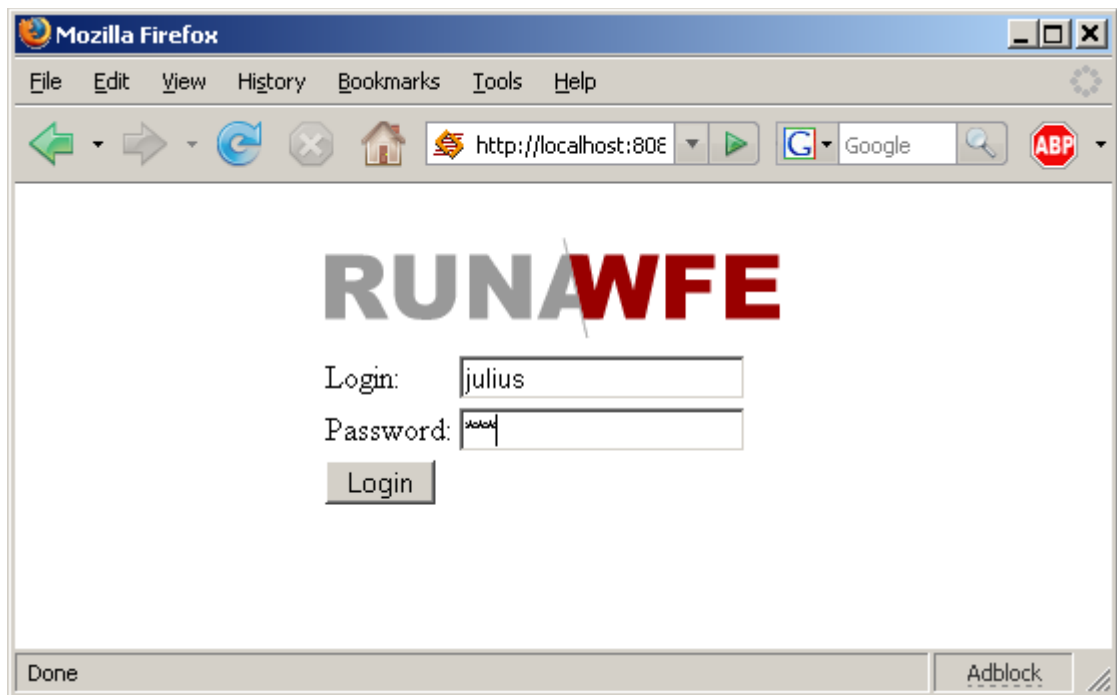 Mozilla Firefox
File Edit View History Bookmarks Tools Help
http://localhost:808 G Google ABP
RUNAWFE
Login: julius
Password: ****
Login
Done Adblock